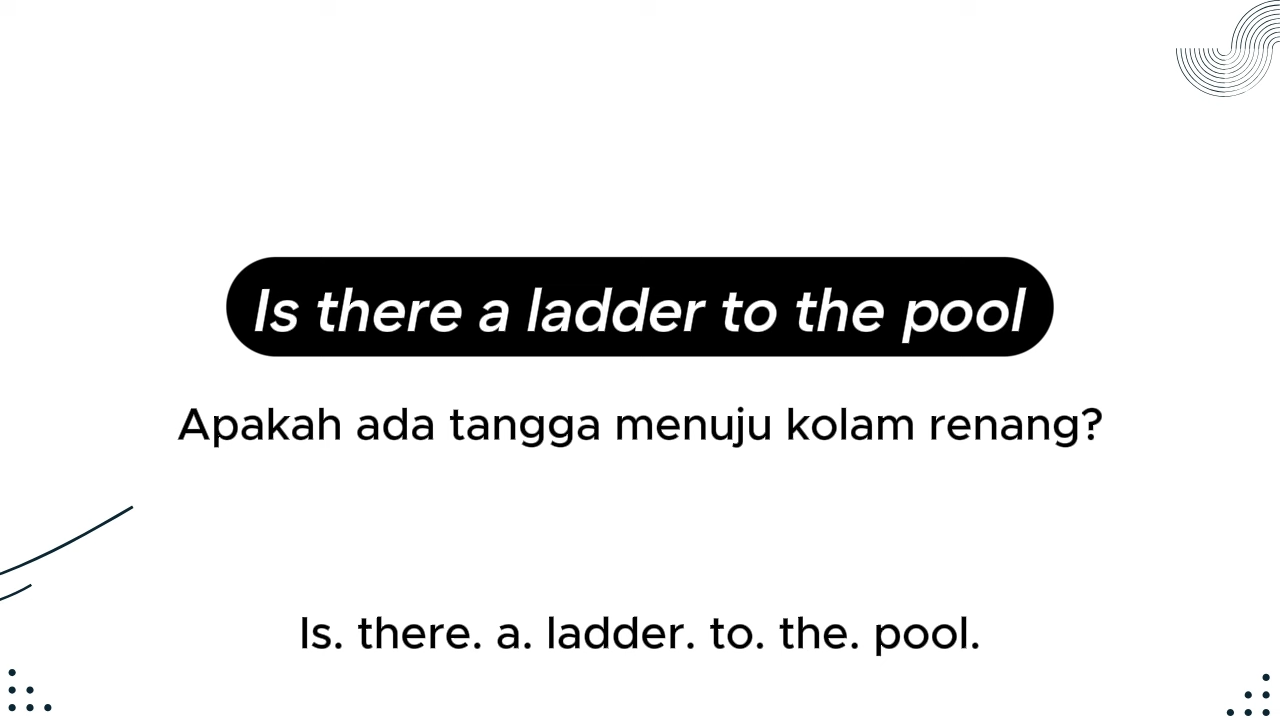 Is there a ladder to the pool
Apakah ada tangga menuju kolam renang?
Is. there. a. ladder. to. the. pool.